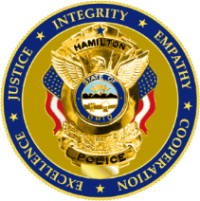 JUSTICE ★ INTEGRITY ★ EMPATHY ★ COOPERATION ★ EXCELLENCE ★
HAMILTON
STATE OF
OHIO
POLICE